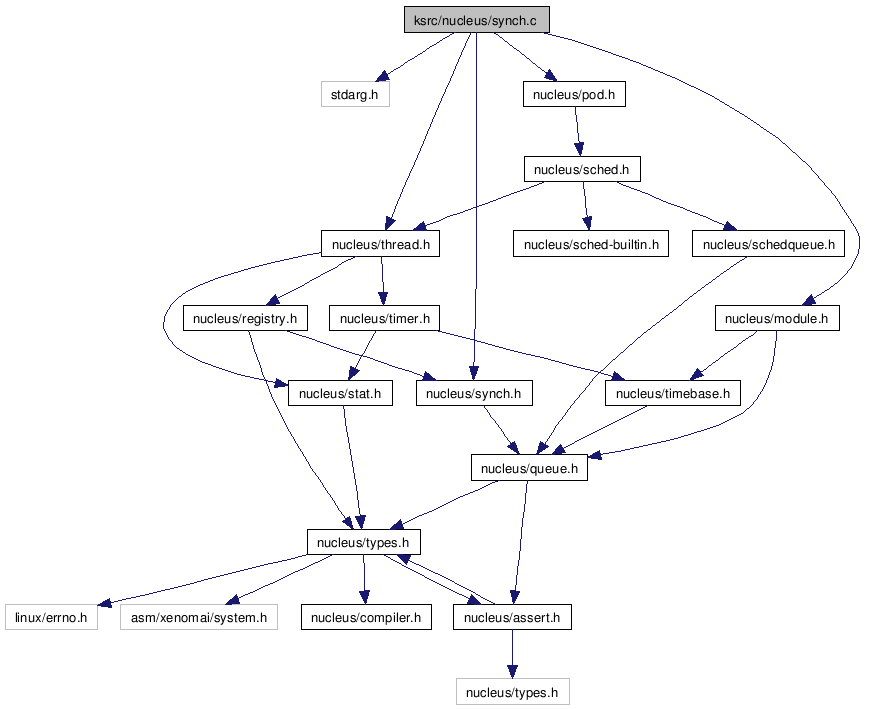 ksrc/nucleus/synch.c
stdarg.h
nucleus/pod.h
nucleus/sched.h
nucleus/thread.h
nucleus/sched-builtin.h
nucleus/schedqueue.h
nucleus/registry.h
nucleus/timer.h
nucleus/module.h
nucleus/stat.h
nucleus/synch.h
nucleus/timebase.h
nucleus/queue.h
nucleus/types.h
linux/errno.h
asm/xenomai/system.h
nucleus/compiler.h
nucleus/assert.h
nucleus/types.h